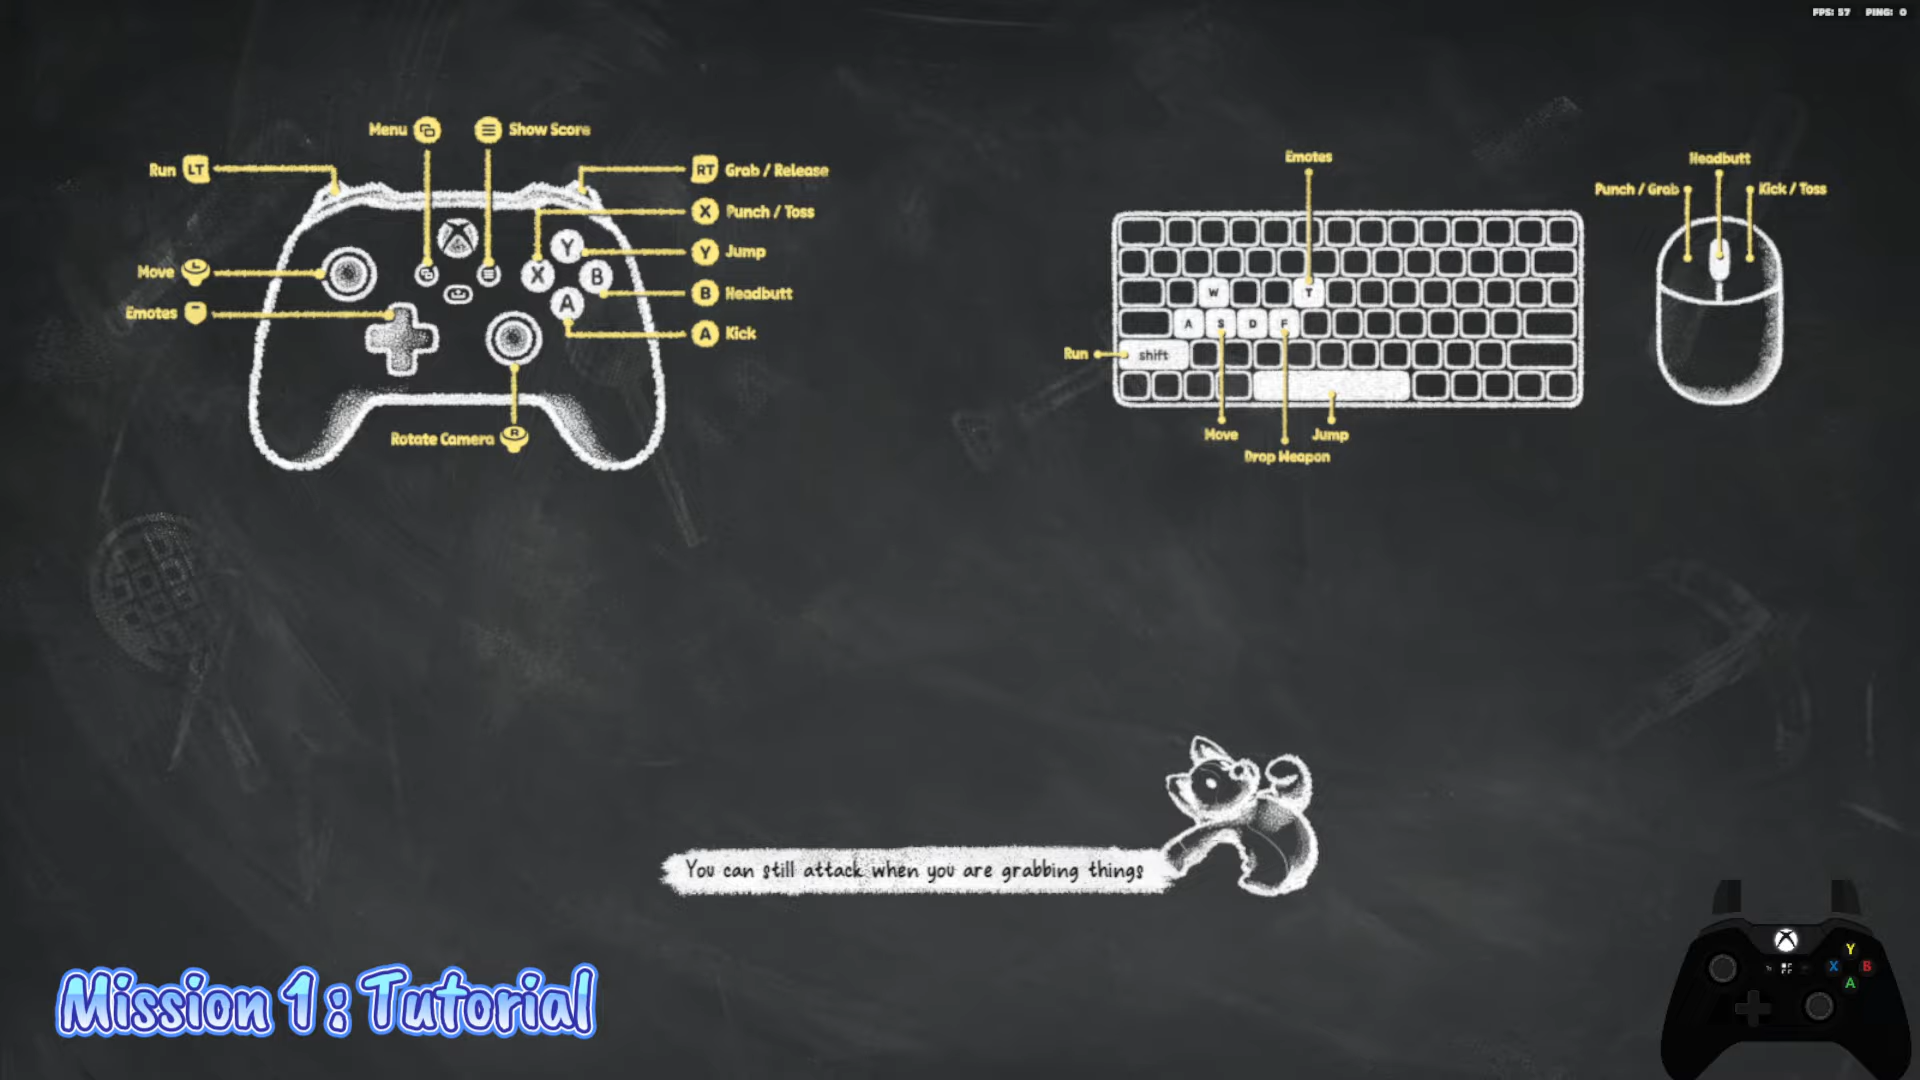 FPS: 57 PING: 0
Menu
Show Score
Run LT
RT Grab / Release
X Punch / Toss
Y Jump
B Headbutt
A Kick
Move L
Emotes
Y
X
B
A
Rotate Camera R
Emotes
Headbutt
Punch / Grab
Kick / Toss
W
T
A
S
D
F
Run
shift
Move
Jump
Drop Weapon
You can still attack when you are grabbing things
Mission 1 : Tutorial
Y
X
B
A